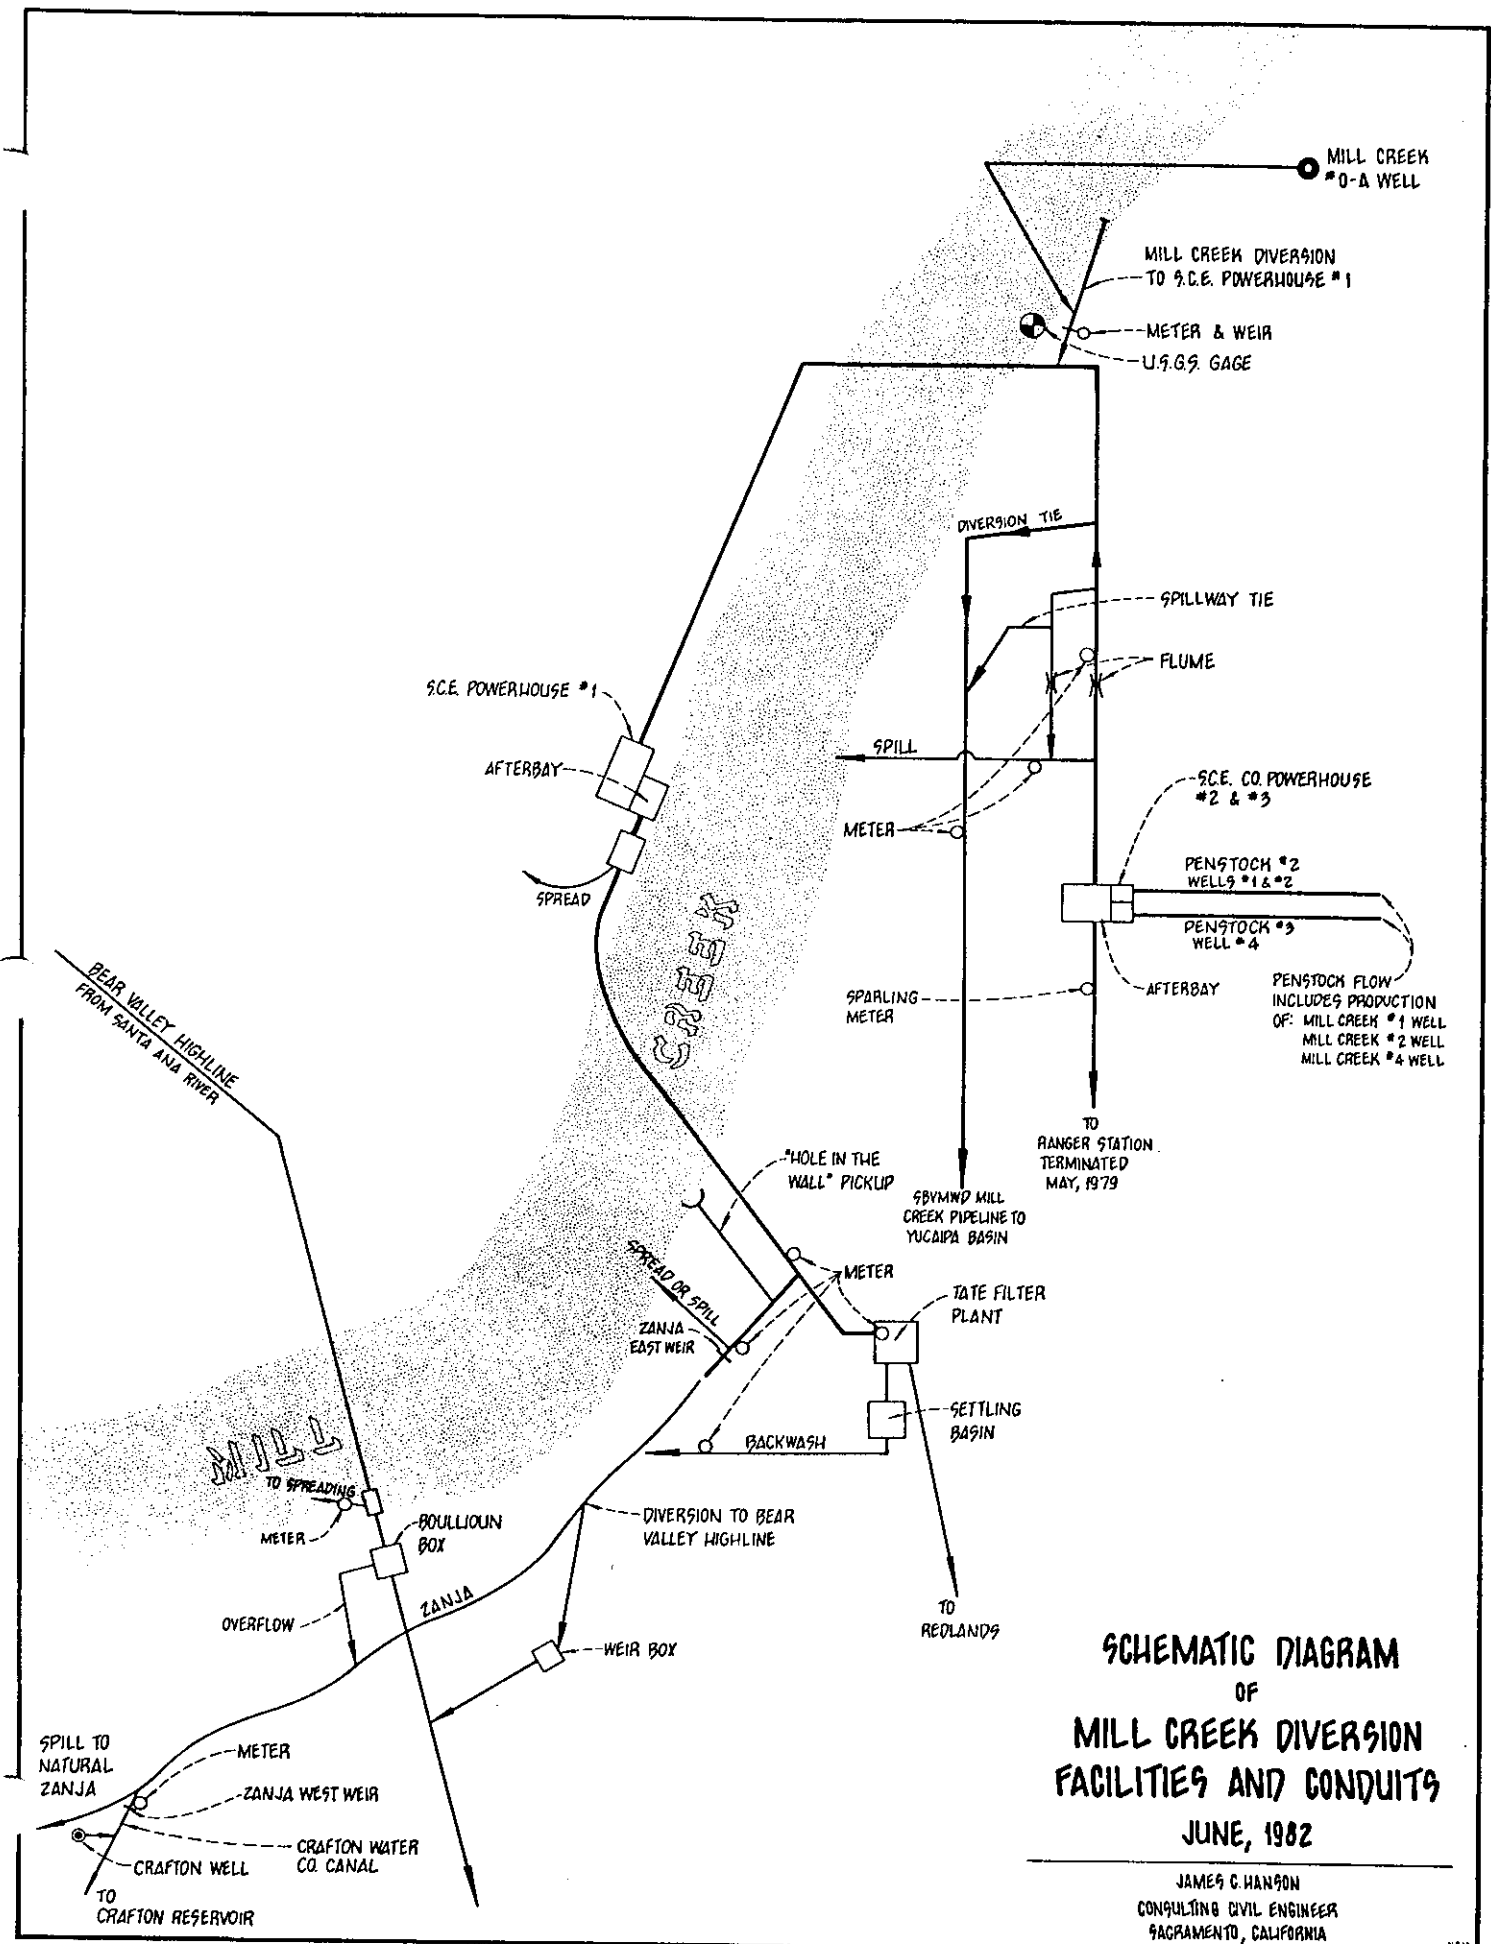 MILL CREEK
#0-A WELL
MILL CREEK DIVERSION
TO S.C.E. POWERHOUSE #1
METER & WEIR
U.S.G.S. GAGE
DIVERSION TIE
SPILLWAY TIE
FLUME
S.C.E. POWERHOUSE #1
AFTERBAY
SPILL
S.C.E. CO. POWERHOUSE
#2 & #3
METER
PENSTOCK #2
WELLS #1 & #2
SPREAD
CREEK
PENSTOCK #3
WELL #4
BEAR VALLEY HIGHLINE
FROM SANTA ANA RIVER
SPARLING
METER
AFTERBAY
PENSTOCK FLOW
INCLUDES PRODUCTION
OF: MILL CREEK #1 WELL
MILL CREEK #2 WELL
MILL CREEK #4 WELL
TO
RANGER STATION
TERMINATED
MAY, 1979
"HOLE IN THE
WALL" PICKUP
SBVMWD MILL
CREEK PIPELINE TO
YUCAIPA BASIN
SPREAD OR SPILL
METER
ZANJA
EAST WEIR
TATE FILTER
PLANT
SETTLING
BASIN
MILL
BACKWASH
TO SPREADING
METER
BOULLIOUN
BOX
DIVERSION TO BEAR
VALLEY HIGHLINE
ZANJA
OVERFLOW
WEIR BOX
TO
REDLANDS
SPILL TO
NATURAL
ZANJA
METER
ZANJA WEST WEIR
CRAFTON WATER
CO. CANAL
CRAFTON WELL
TO
CRAFTON RESERVOIR
SCHEMATIC DIAGRAM
OF
MILL CREEK DIVERSION
FACILITIES AND CONDUITS
JUNE, 1982
JAMES C. HANSON
CONSULTING CIVIL ENGINEER
SACRAMENTO, CALIFORNIA